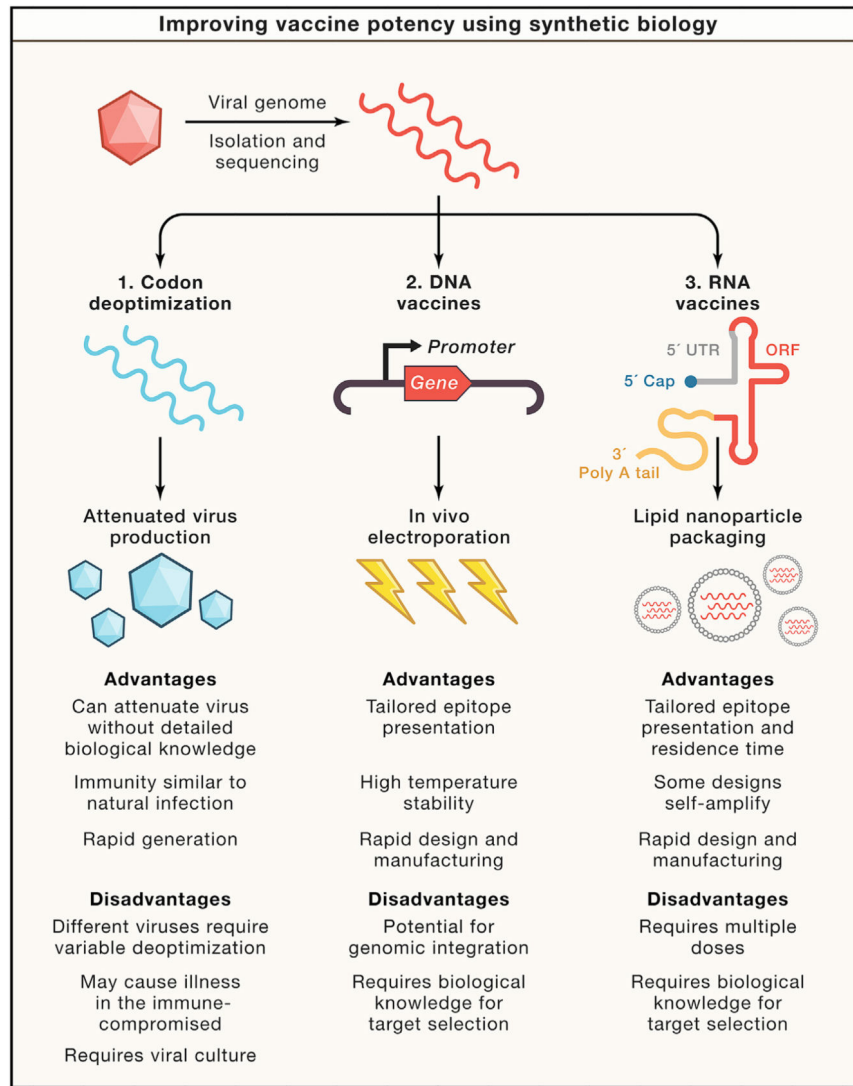 Improving vaccine potency using synthetic biology
Viral genome
Isolation and
sequencing
1. Codon
deoptimization
Attenuated virus
production
Advantages
Can attenuate virus
without detailed
biological knowledge
Immunity similar to
natural infection
Rapid generation
Disadvantages
Different viruses require
variable deoptimization
May cause illness
in the immune-
compromised
Requires viral culture
2. DNA
vaccines
Promoter
Gene
In vivo
electroporation
Advantages
Tailored epitope
presentation
High temperature
stability
Rapid design and
manufacturing
Disadvantages
Potential for
genomic integration
Requires biological
knowledge for
target selection
3. RNA
vaccines
5´ UTR
ORF
5´ Cap
3´
Poly A tail
Lipid nanoparticle
packaging
Advantages
Tailored epitope
presentation and
residence time
Some designs
self-amplify
Rapid design and
manufacturing
Disadvantages
Requires multiple
doses
Requires biological
knowledge for
target selection